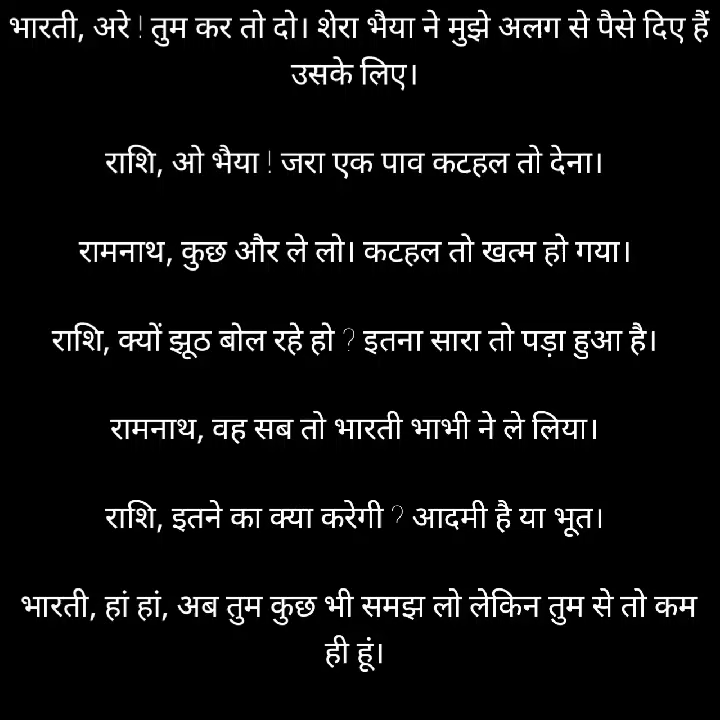 भारती, अरे ! तुम कर तो दो। शेरा भैया ने मुझे अलग से पैसे दिए हैं
उसके लिए।
राशि, ओ भैया ! जरा एक पाव कटहल तो देना।
रामनाथ, कुछ और ले लो। कटहल तो खत्म हो गया।
राशि, क्यों झूठ बोल रहे हो ? इतना सारा तो पड़ा हुआ है।
रामनाथ, वह सब तो भारती भाभी ने ले लिया।
राशि, इतने का क्या करेगी ? आदमी है या भूत।
भारती, हां हां, अब तुम कुछ भी समझ लो लेकिन तुम से तो कम
ही हूं।